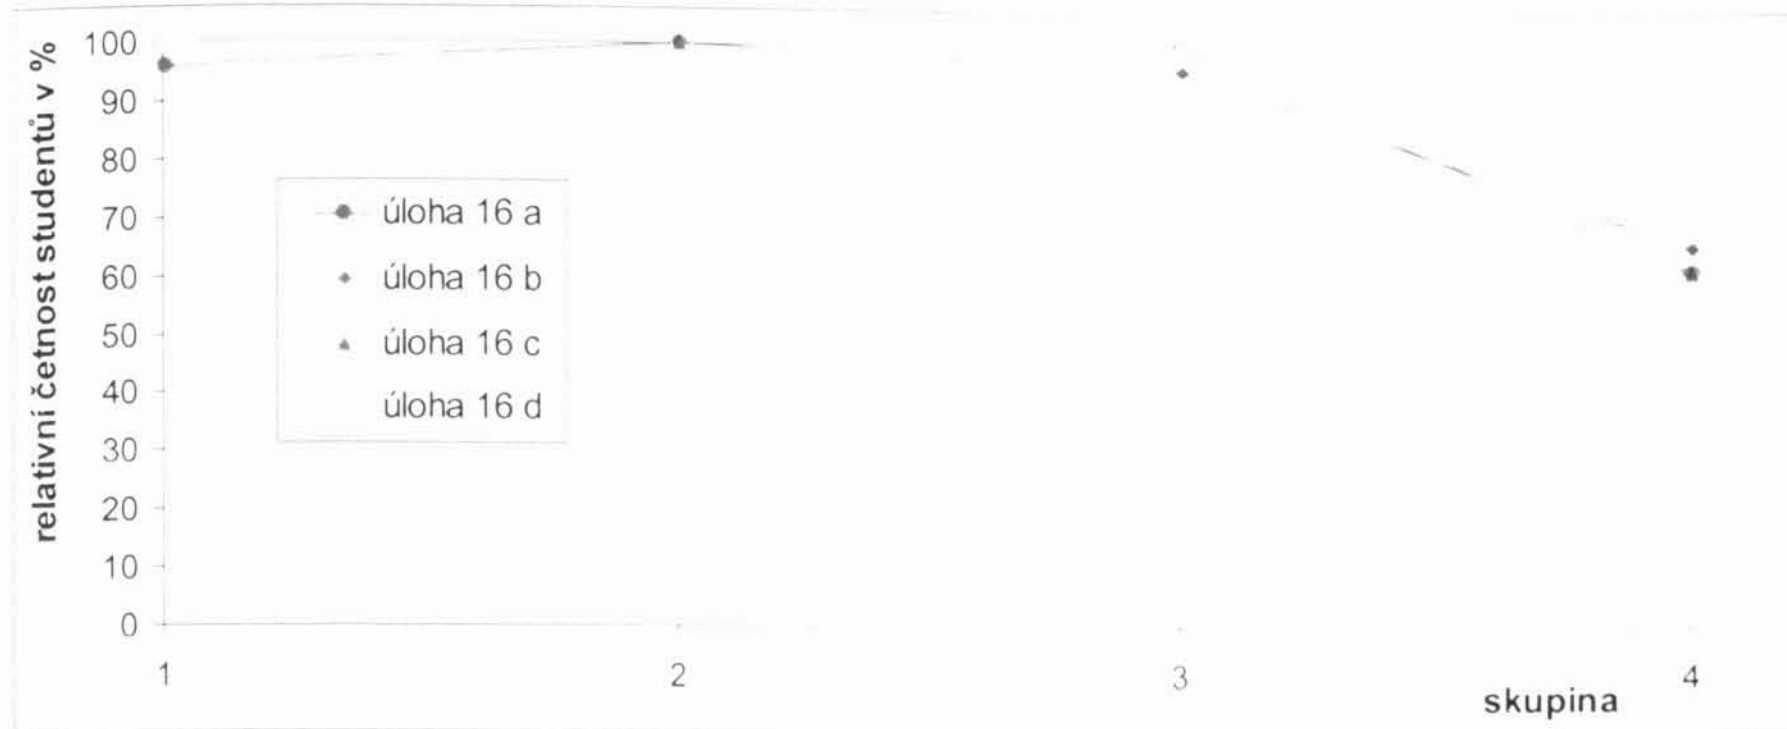 relativní četnost studentů v %
100
90
80
70
60
50
40
30
20
10
0
úloha 16 a
úloha 16 b
úloha 16 c
úloha 16 d
1 2 3 4
skupina